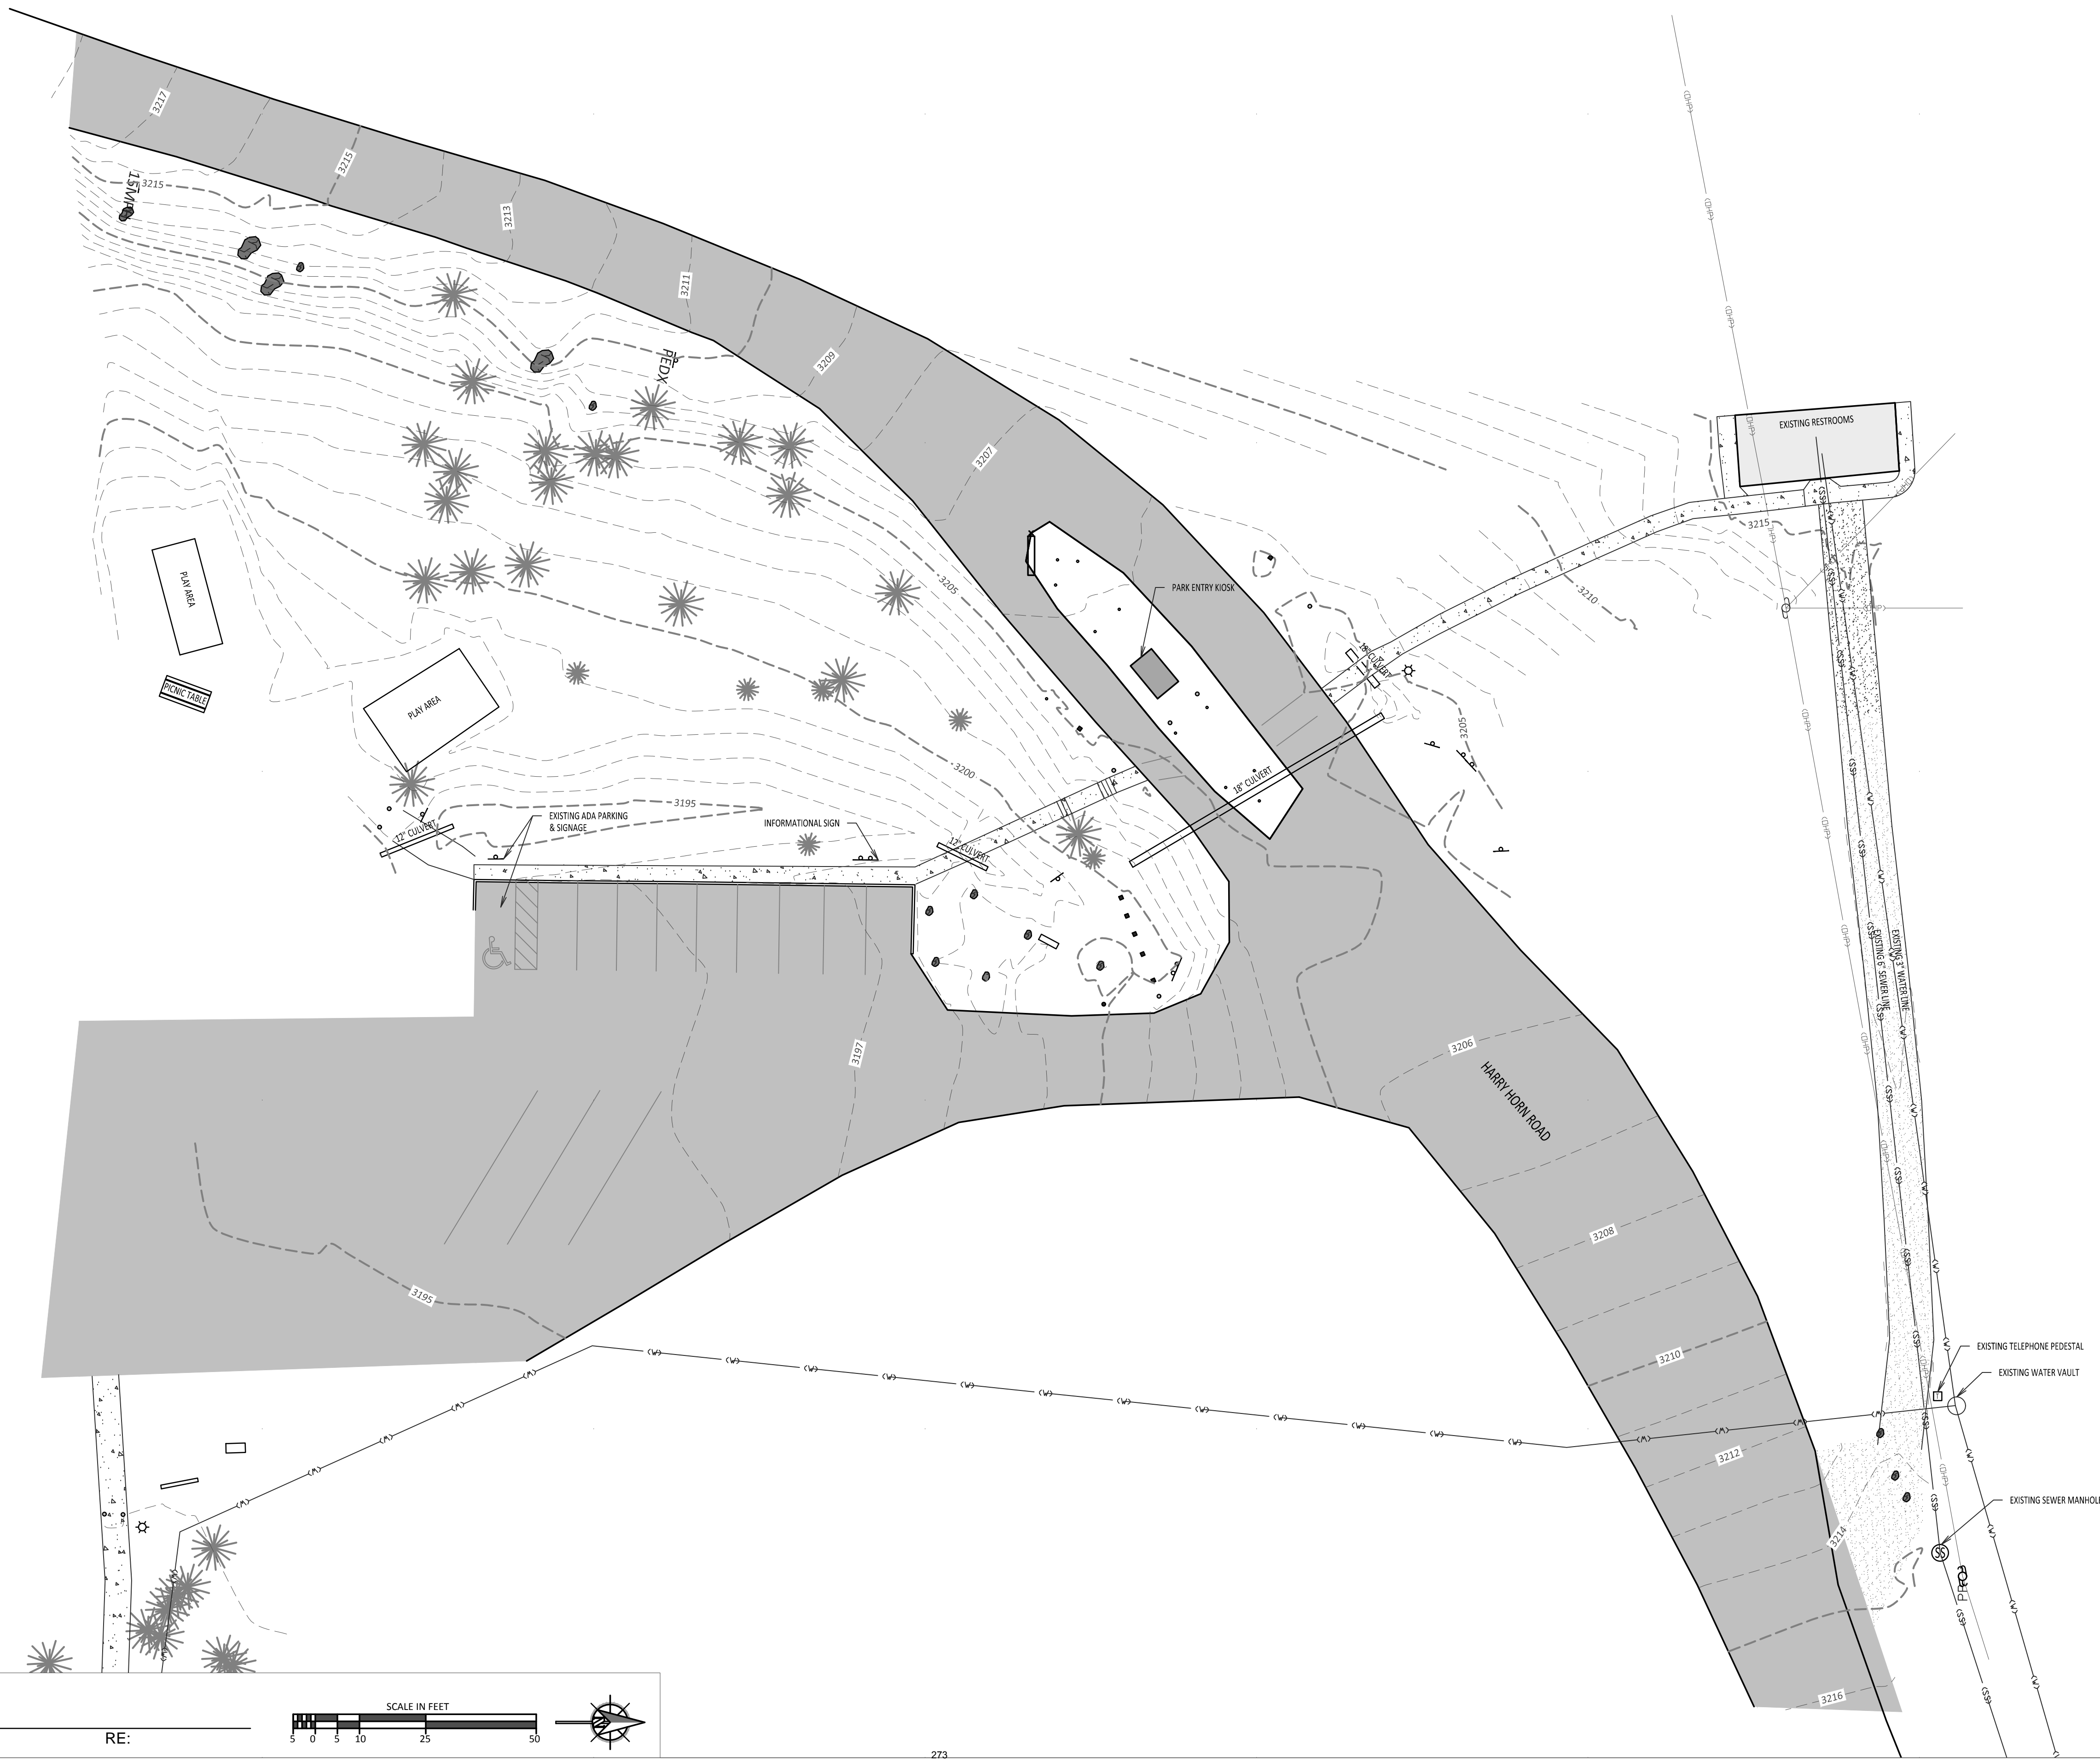 3217
3215
15MPH
3215
3213
3211
3209
PEDX
3207
EXISTING RESTROOMS
3215
PLAY AREA
3205
PARK ENTRY KIOSK
3210
18" CULVERT
PICNIC TABLE
PLAY AREA
3205
3200
18" CULVERT
3195
EXISTING ADA PARKING
& SIGNAGE
INFORMATIONAL SIGN
12" CULVERT
12" CULVERT
EXISTING 6" SEWER LINE
EXISTING 3" WATER LINE
3197
3206
HARRY HORN ROAD
3208
3195
(OHP)
(SS)
(W)
EXISTING TELEPHONE PEDESTAL
T
3210
EXISTING WATER VAULT
3212
EXISTING SEWER MANHOLE
3214
SS
3216
SCALE IN FEET
5 0 5 10 25 50
N
RE:
273